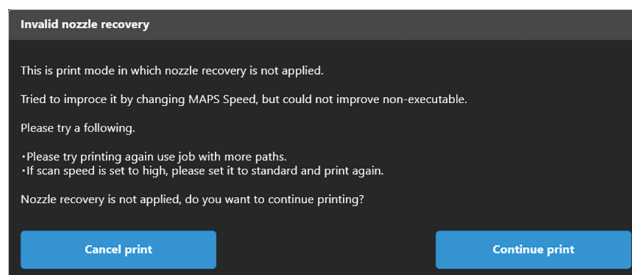 Invalid nozzle recovery
This is print mode in which nozzle recovery is not applied.
Tried to improce it by changing MAPS Speed, but could not improve non-executable.
Please try a following.
・Please try printing again use job with more paths.
・If scan speed is set to high, please set it to standard and print again.
Nozzle recovery is not applied, do you want to continue printing?
Cancel print
Continue print